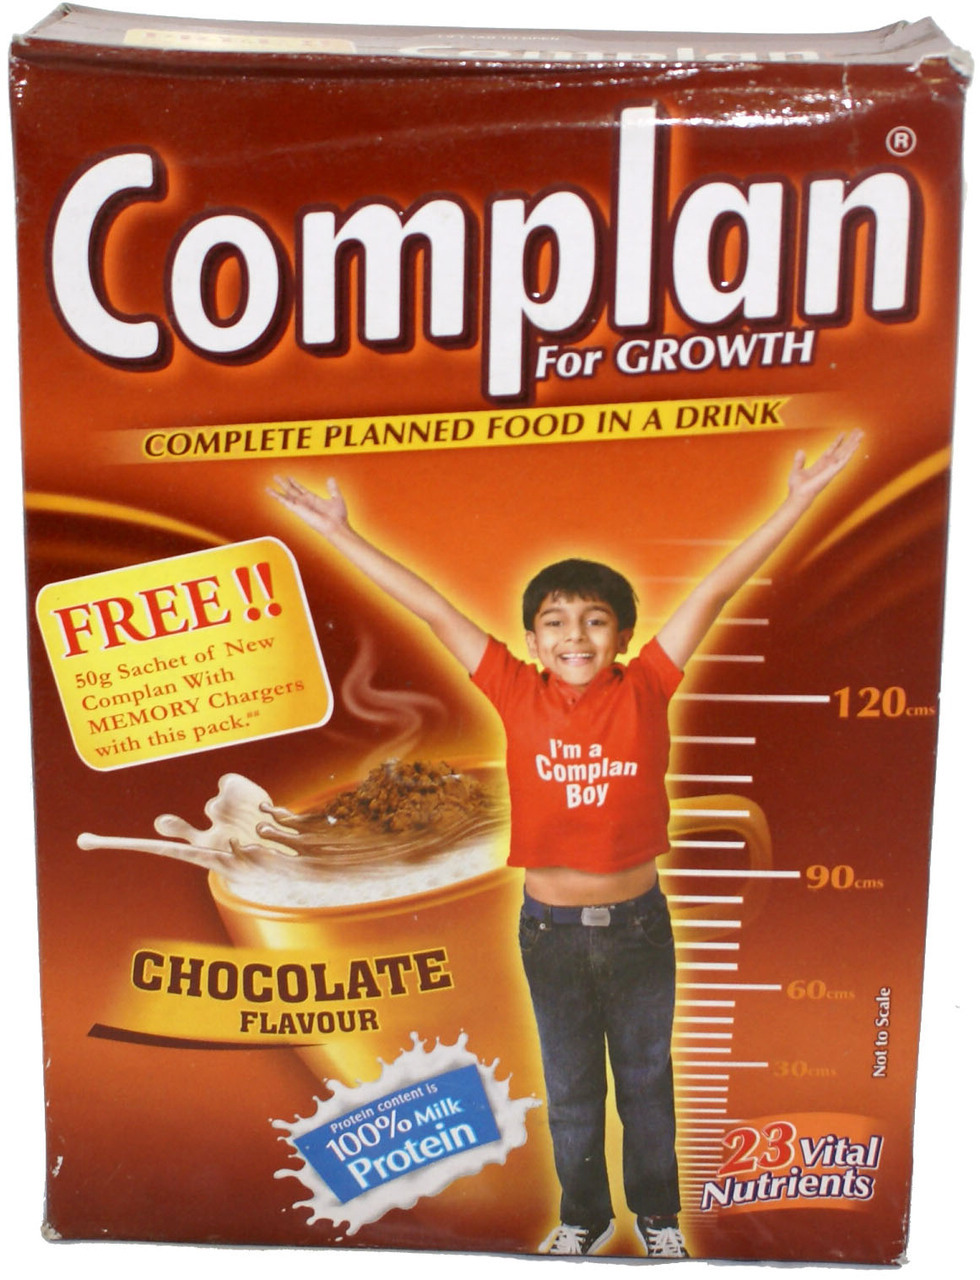 Complan
Complan®
For GROWTH
COMPLETE PLANNED FOOD IN A DRINK
FREE!!
50g Sachet of New
Complan With
MEMORY Chargers
with this pack.##
I'm a
Complan
Boy
120cms
90cms
60cms
30cms
Not to Scale
CHOCOLATE
FLAVOUR
Protein content is
100% Milk
Protein
23 Vital
Nutrients